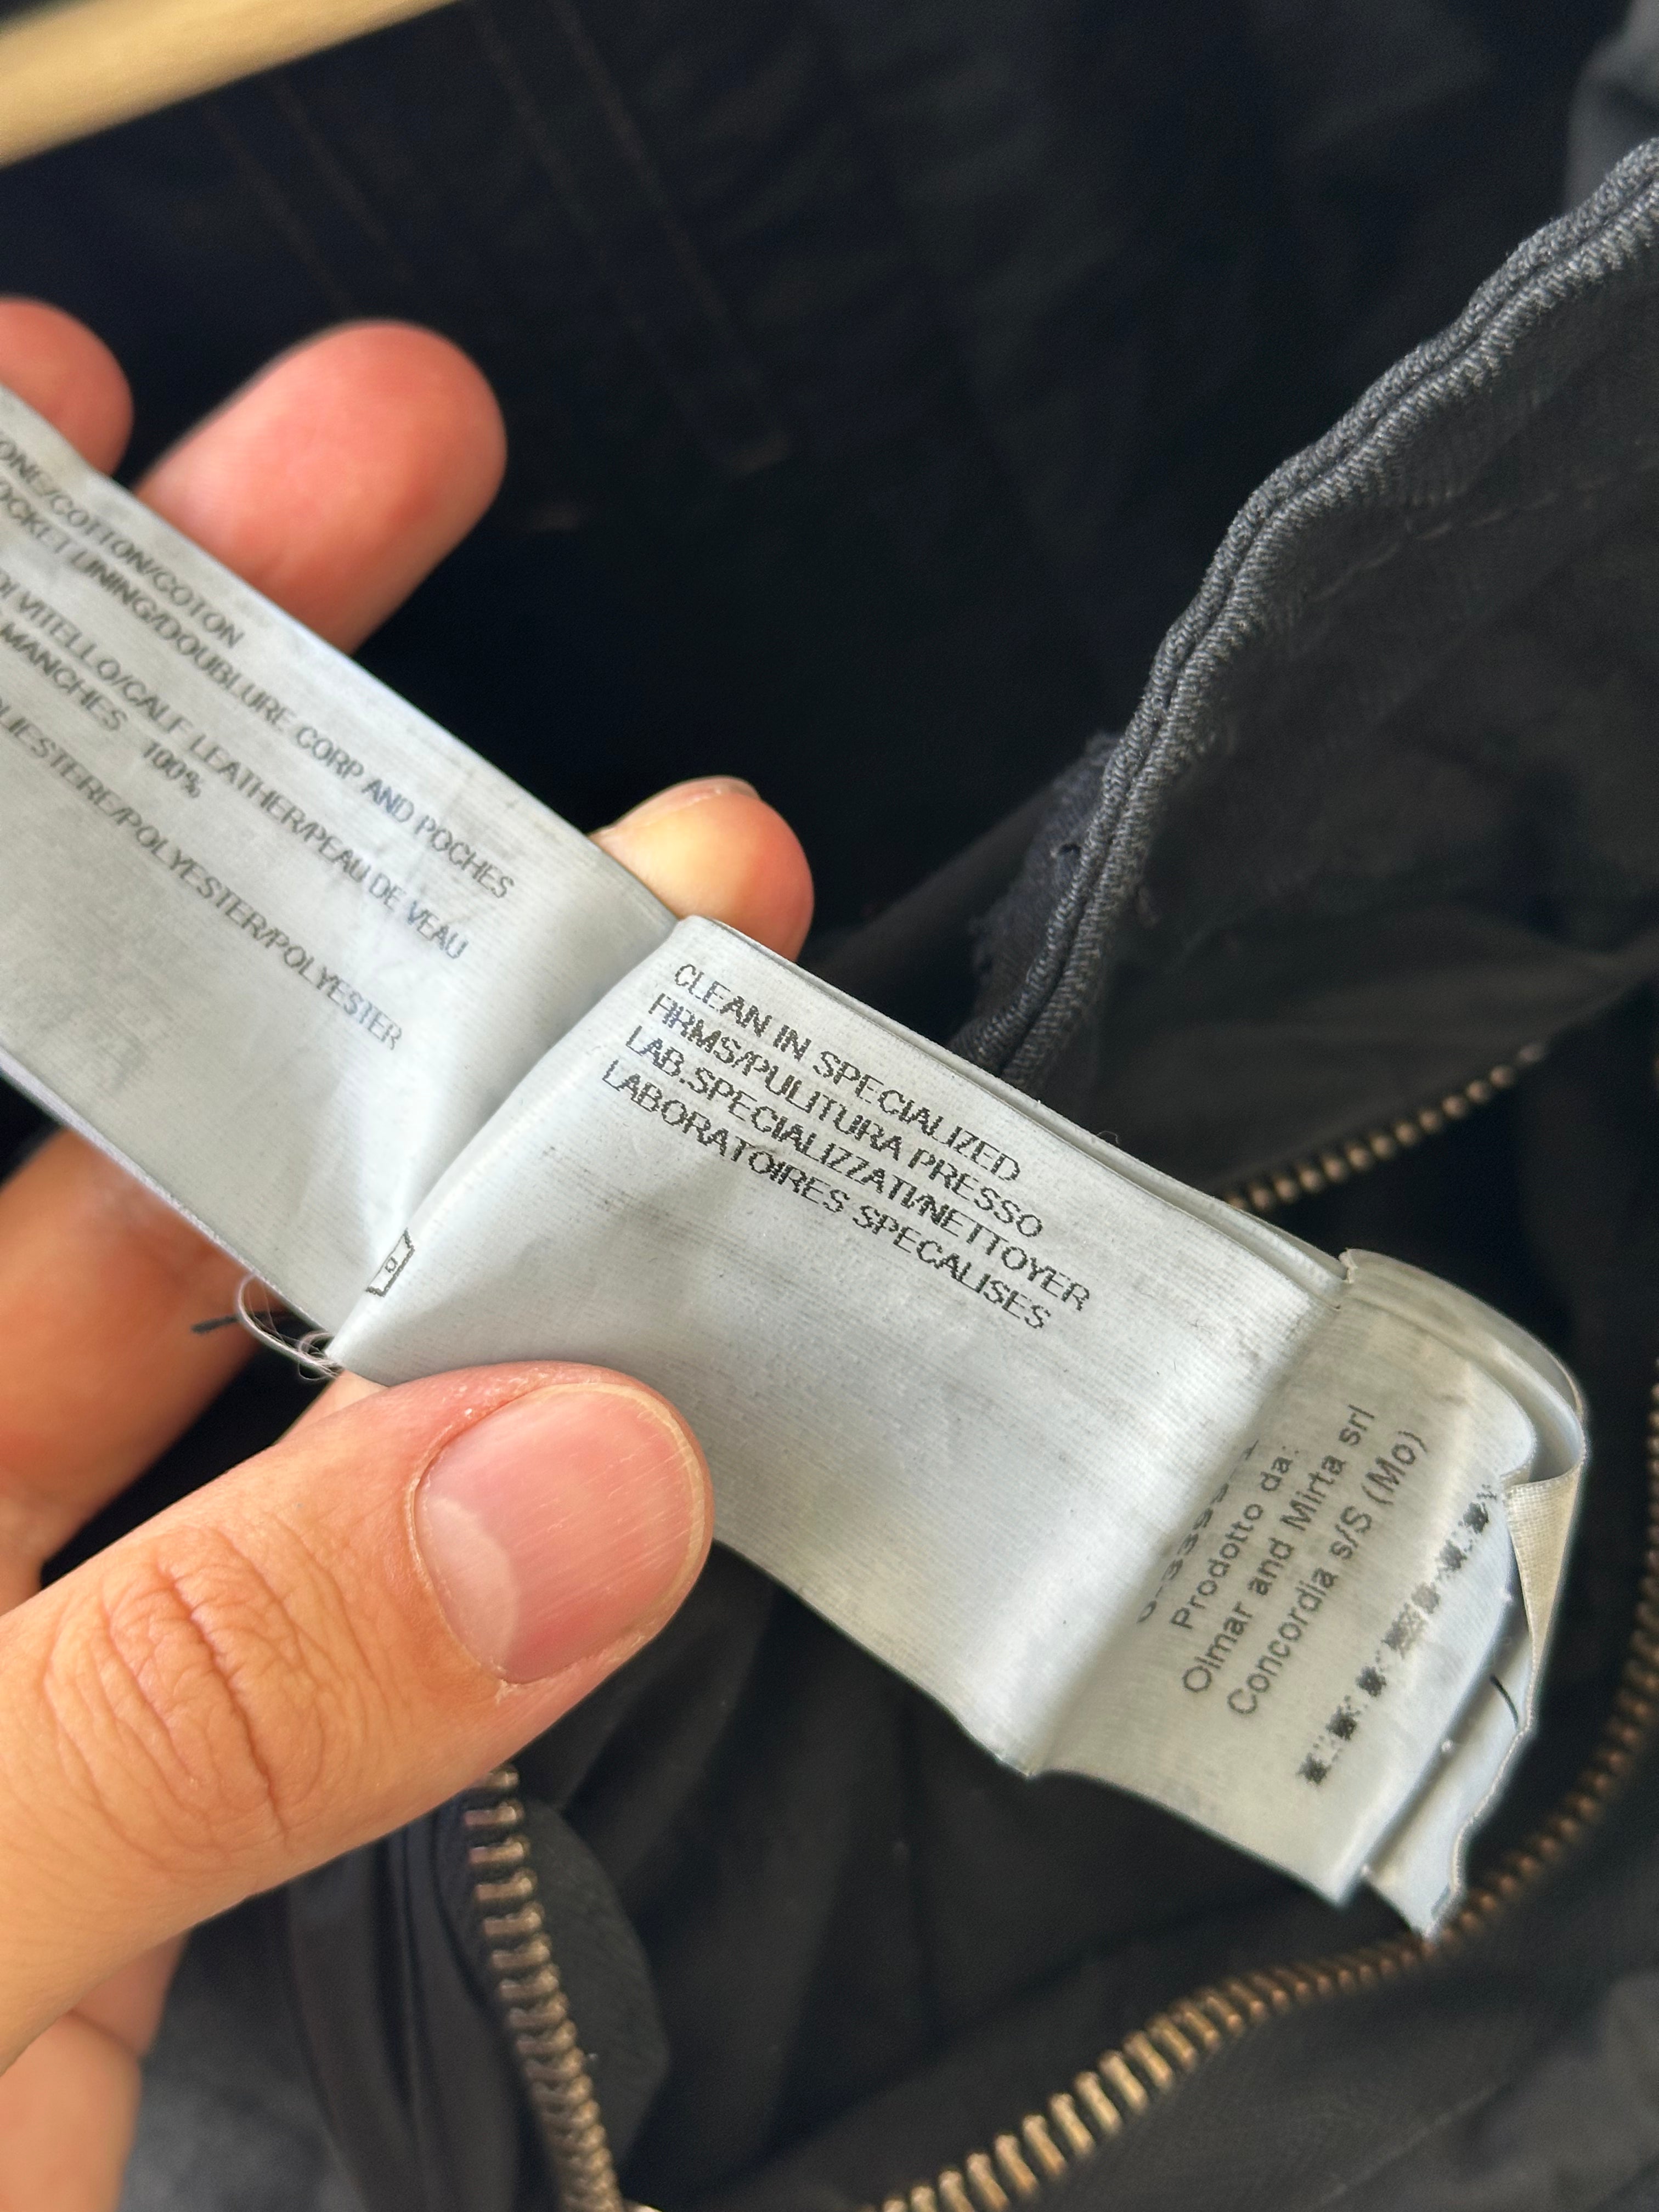 COTTON/COTON
POCKET LINING/DOUBLURE CORP AND POCHES
DI VITELLO/CALF LEATHER/PEAU DE VEAU
MANCHES 100%
POLYESTER/POLYESTER
CLEAN IN SPECIALIZED
FIRMS/PULITURA PRESSO
LAB.SPECIALIZZATI/NETTOYER
LABORATOIRES SPECALISES
Prodotto da:
Olmar and Mirta srl
Concordia s/S (Mo)